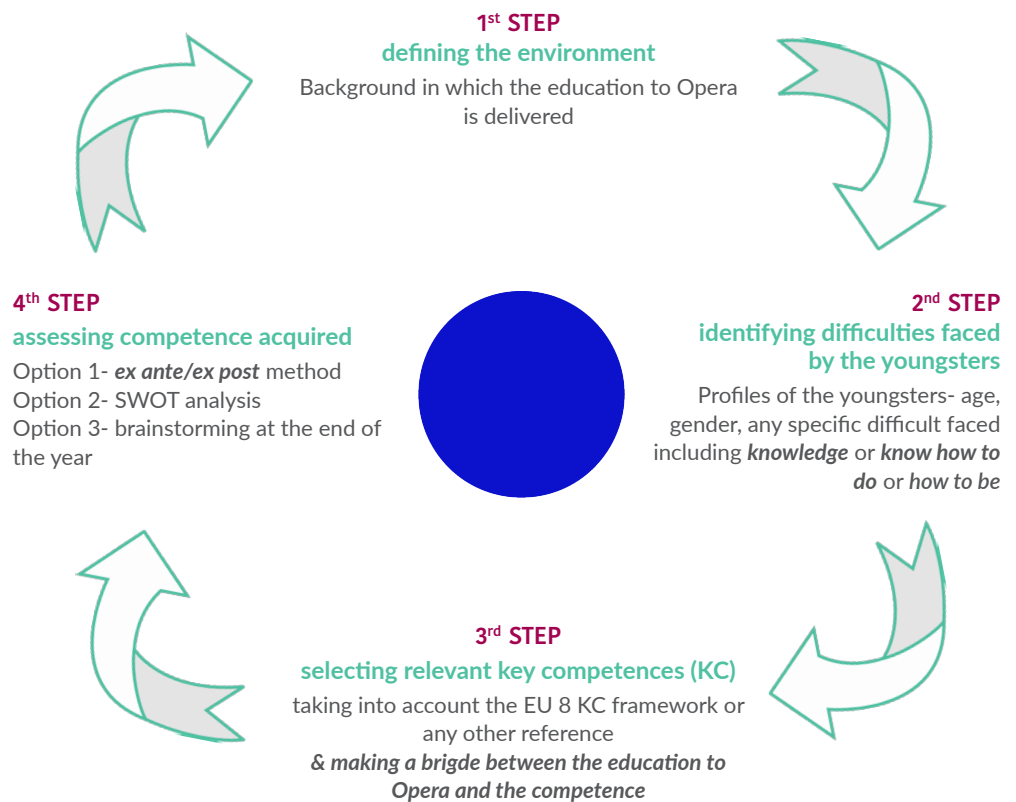 1st STEP
defining the environment
Background in which the education to Opera
is delivered
2nd STEP
identifying difficulties faced
by the youngsters
Profiles of the youngsters- age,
gender, any specific difficult faced
including knowledge or know how to
do or how to be
3rd STEP
selecting relevant key competences (KC)
taking into account the EU 8 KC framework or
any other reference
& making a brigde between the education to
Opera and the competence
4th STEP
assessing competence acquired
Option 1- ex ante/ex post method
Option 2- SWOT analysis
Option 3- brainstorming at the end of
the year